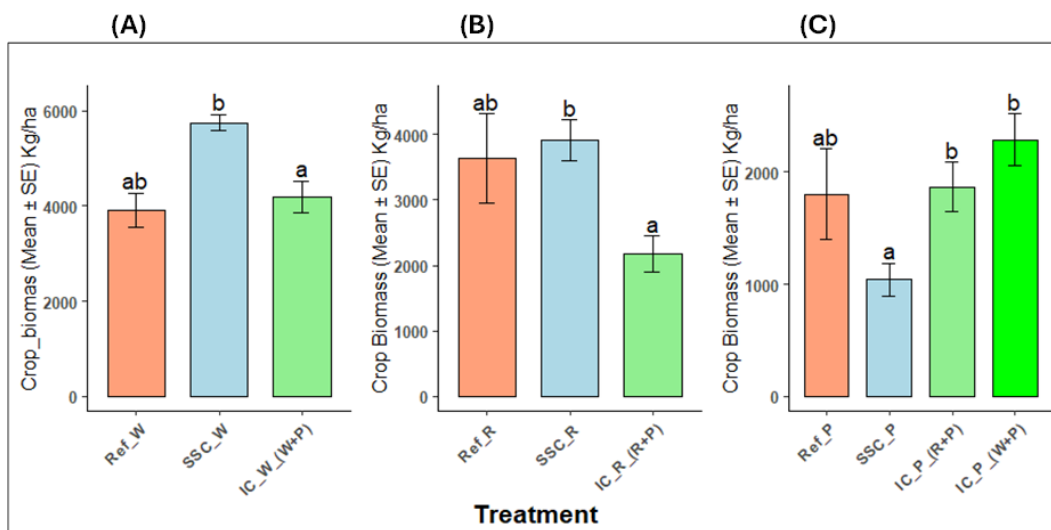 (A)
(B)
(C)
Crop_biomas (Mean ± SE) Kg/ha
6000
4000
2000
0
ab
b
a
Ref_W
SSC_W
IC_W_(W+P)
Crop Biomass (Mean ± SE) Kg/ha
4000
3000
2000
1000
0
ab
b
a
Ref_R
SSC_R
IC_R_(R+P)
Crop Biomass (Mean ± SE) Kg/ha
2000
1000
0
ab
a
b
b
Ref_P
SSC_P
IC_P_(R+P)
IC_P_(W+P)
Treatment